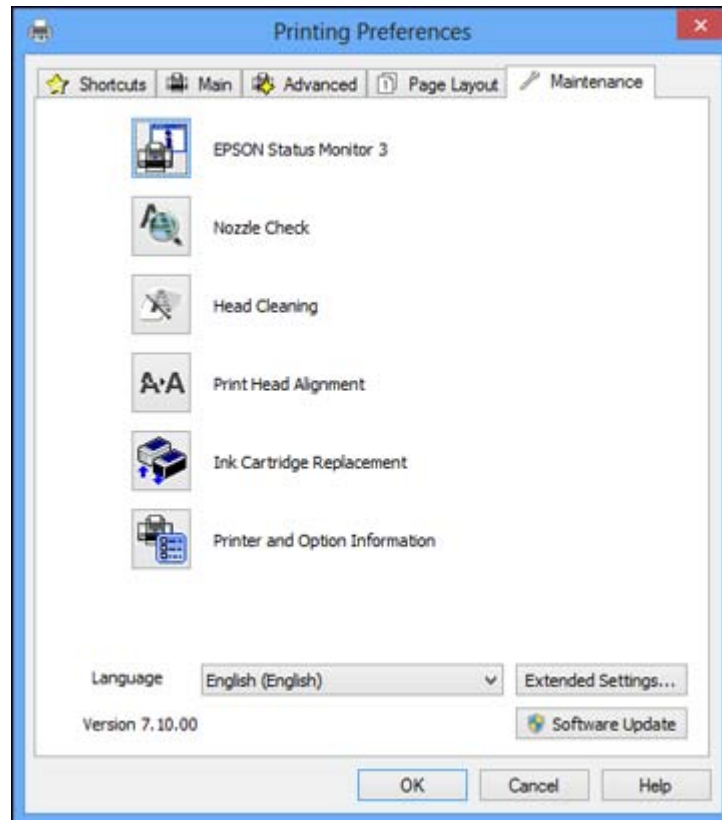 Printing Preferences
Shortcuts Main Advanced 1 Page Layout Maintenance
EPSON Status Monitor 3
Nozzle Check
Head Cleaning
A·A Print Head Alignment
Ink Cartridge Replacement
Printer and Option Information
Language English (English) Extended Settings...
Version 7.10.00 Software Update
OK Cancel Help